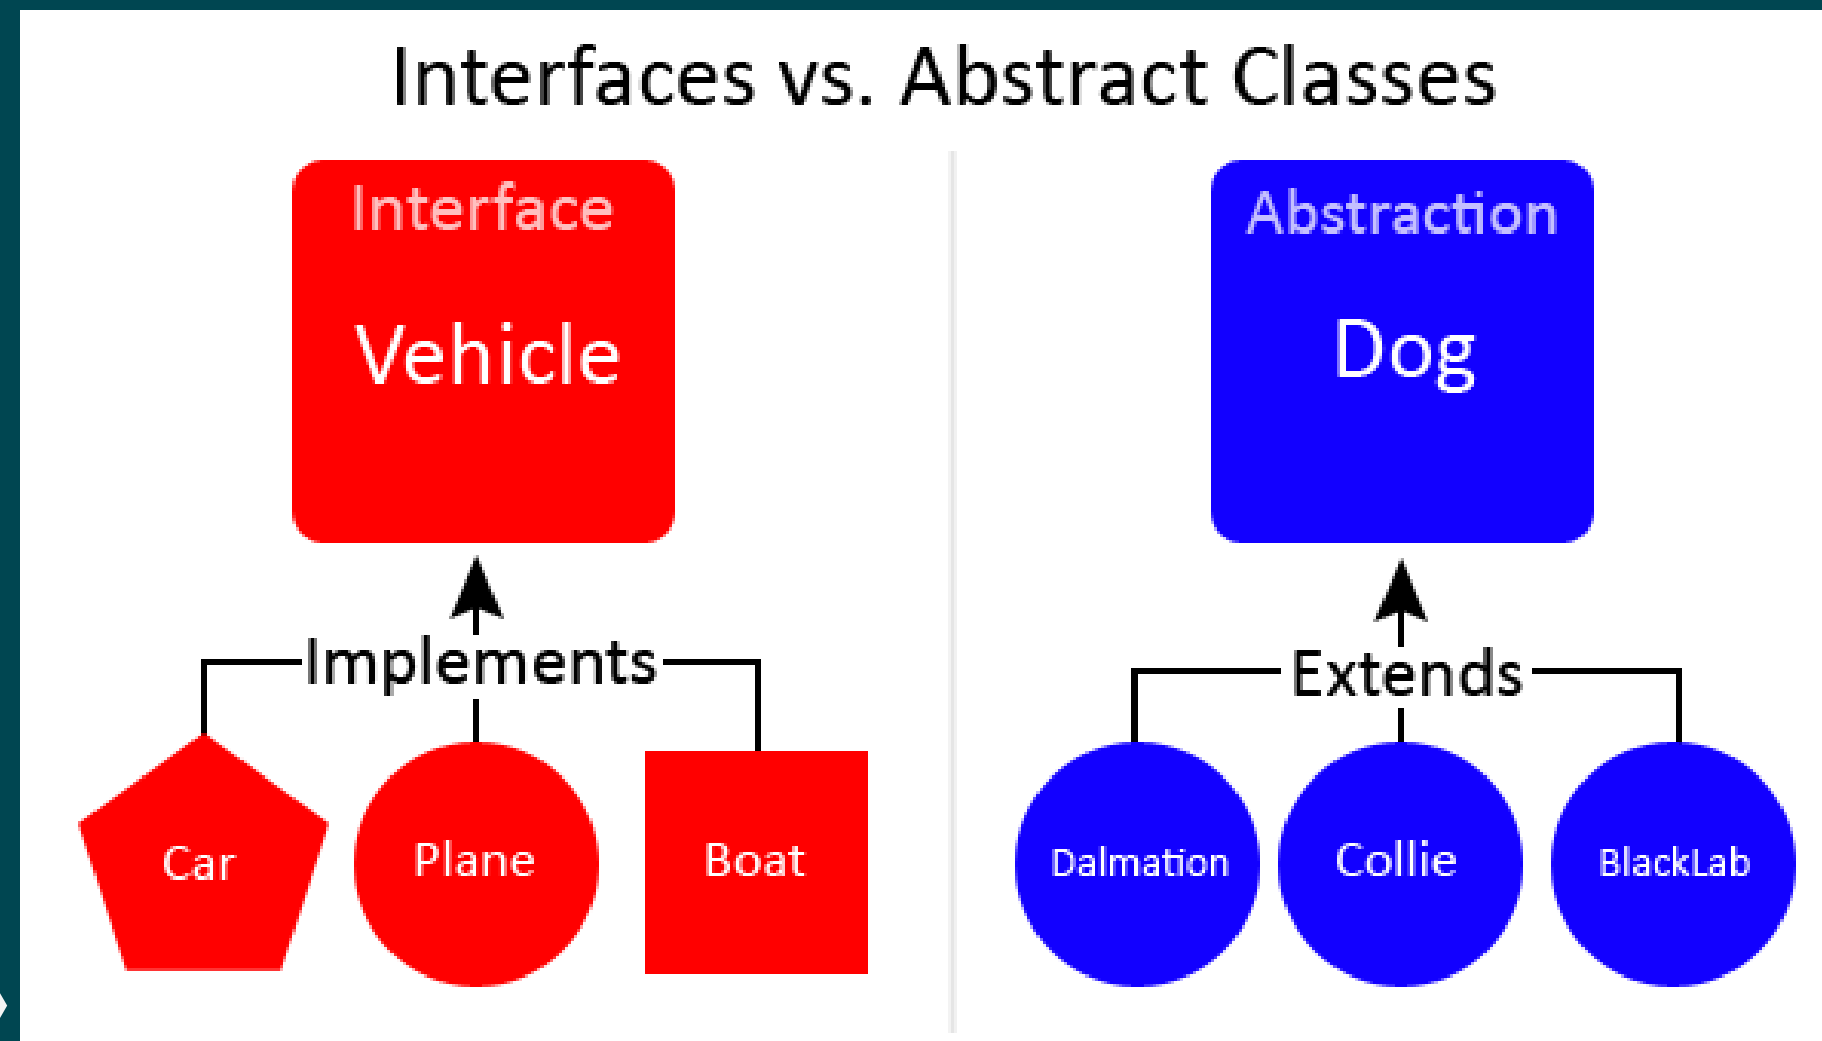 Interfaces vs. Abstract Classes
Interface
Vehicle
Implements
Car
Plane
Boat
Abstraction
Dog
Extends
Dalmation
Collie
BlackLab